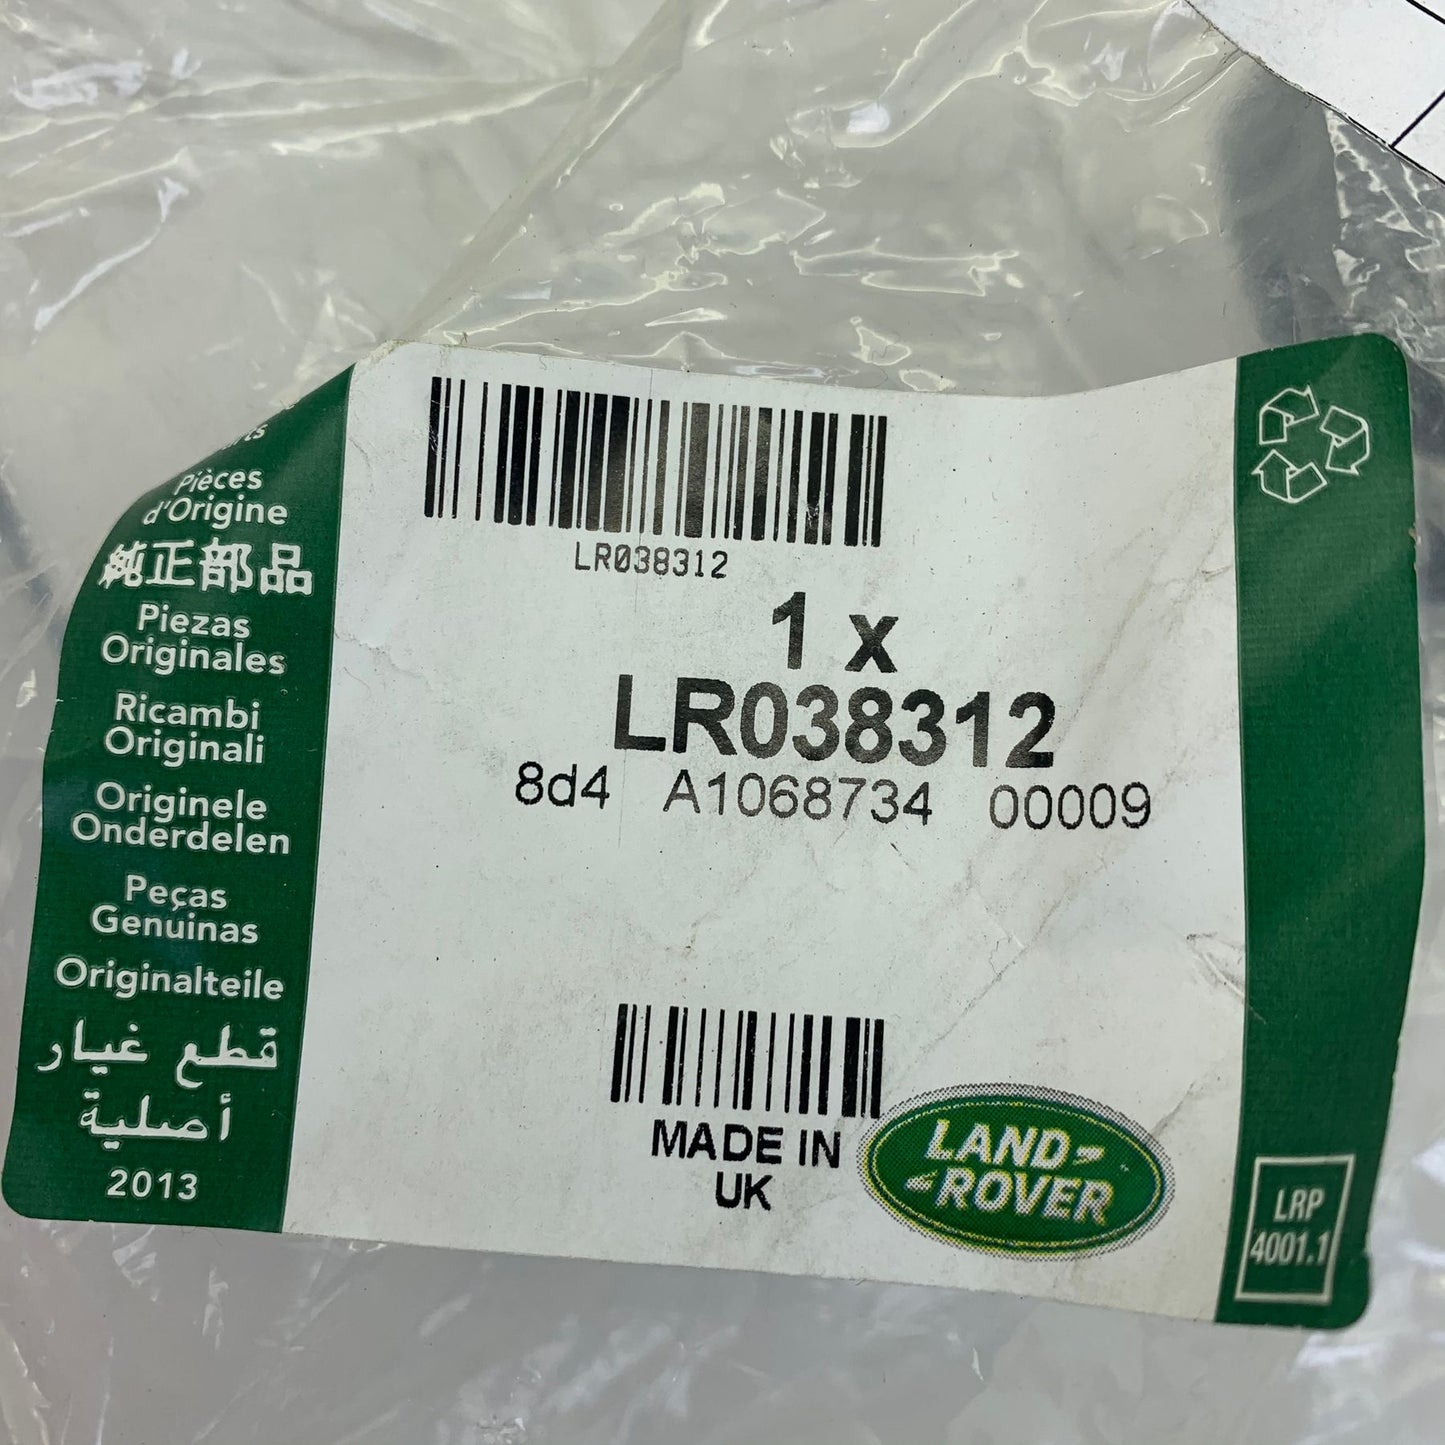 Pièces
d'Origine
純正部品
Piezas
Originales
Ricambi
Originali
Originele
Onderdelen
Peças
Genuinas
Originalteile
قطع غيار
أصلية
2013
LR038312
1 x
LR038312
8d4 A1068734 00009
MADE IN
UK
LAND
ROVER
LRP
4001.1